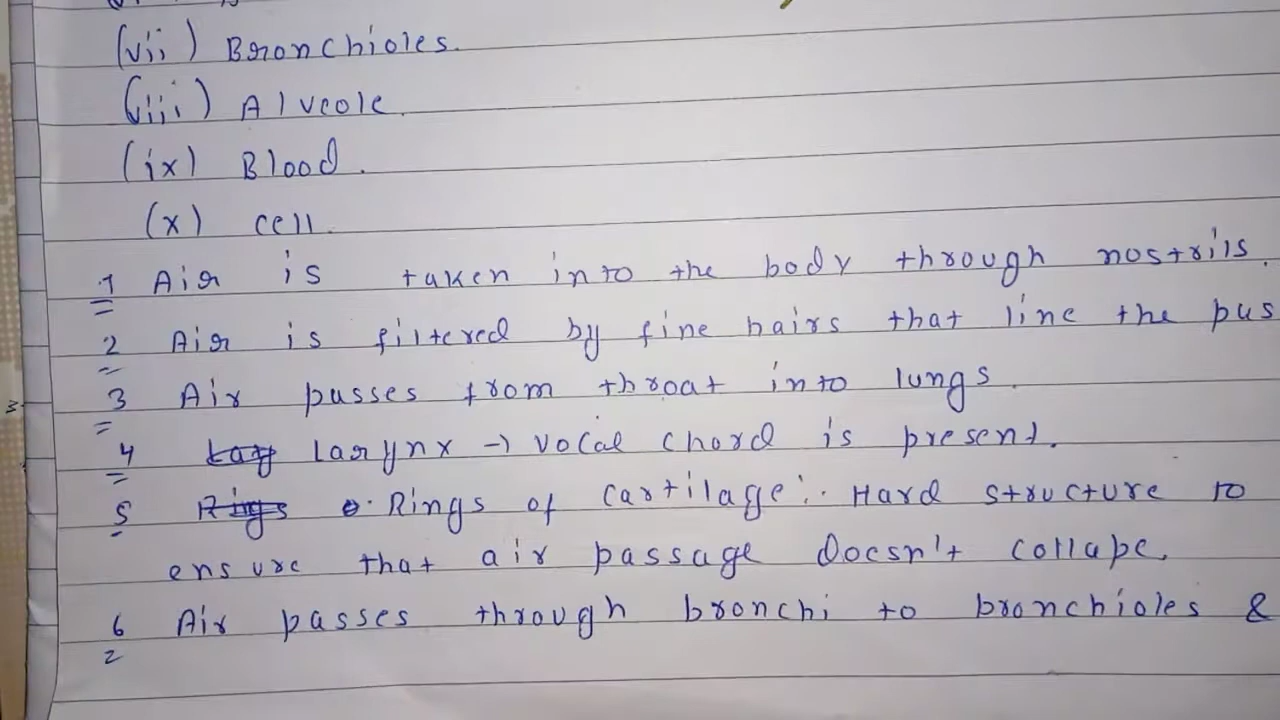 (vii) Bronchioles.
(viii) Alveole.
(ix) Blood.
(x) cell.
1 Air is taken into the body through nostrils.
2 Air is filtered by fine hairs that line the pas
3 Air passes from throat into lungs.
4 Lary Larynx → vocal chord is present.
5 Rings Rings of cartilage:. Hard structure to
ensure that air passage doesn't collape.
6 Air passes through bronchi to bronchioles &
3